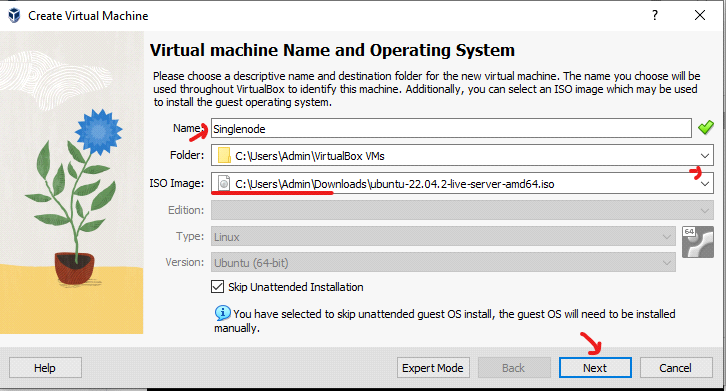 Create Virtual Machine
?
Virtual machine Name and Operating System
Please choose a descriptive name and destination folder for the new virtual machine. The name you choose will be
used throughout VirtualBox to identify this machine. Additionally, you can select an ISO image which may be used
to install the guest operating system.
Name: Singlenode
Folder: C:\Users\Admin\VirtualBox VMs
ISO Image: C:\Users\Admin\Downloads\ubuntu-22.04.2-live-server-amd64.iso
Edition:
Type: Linux 64
Version: Ubuntu (64-bit)
Skip Unattended Installation
You have selected to skip unattended guest OS install, the guest OS will need to be installed
manually.
Help Expert Mode Back Next Cancel